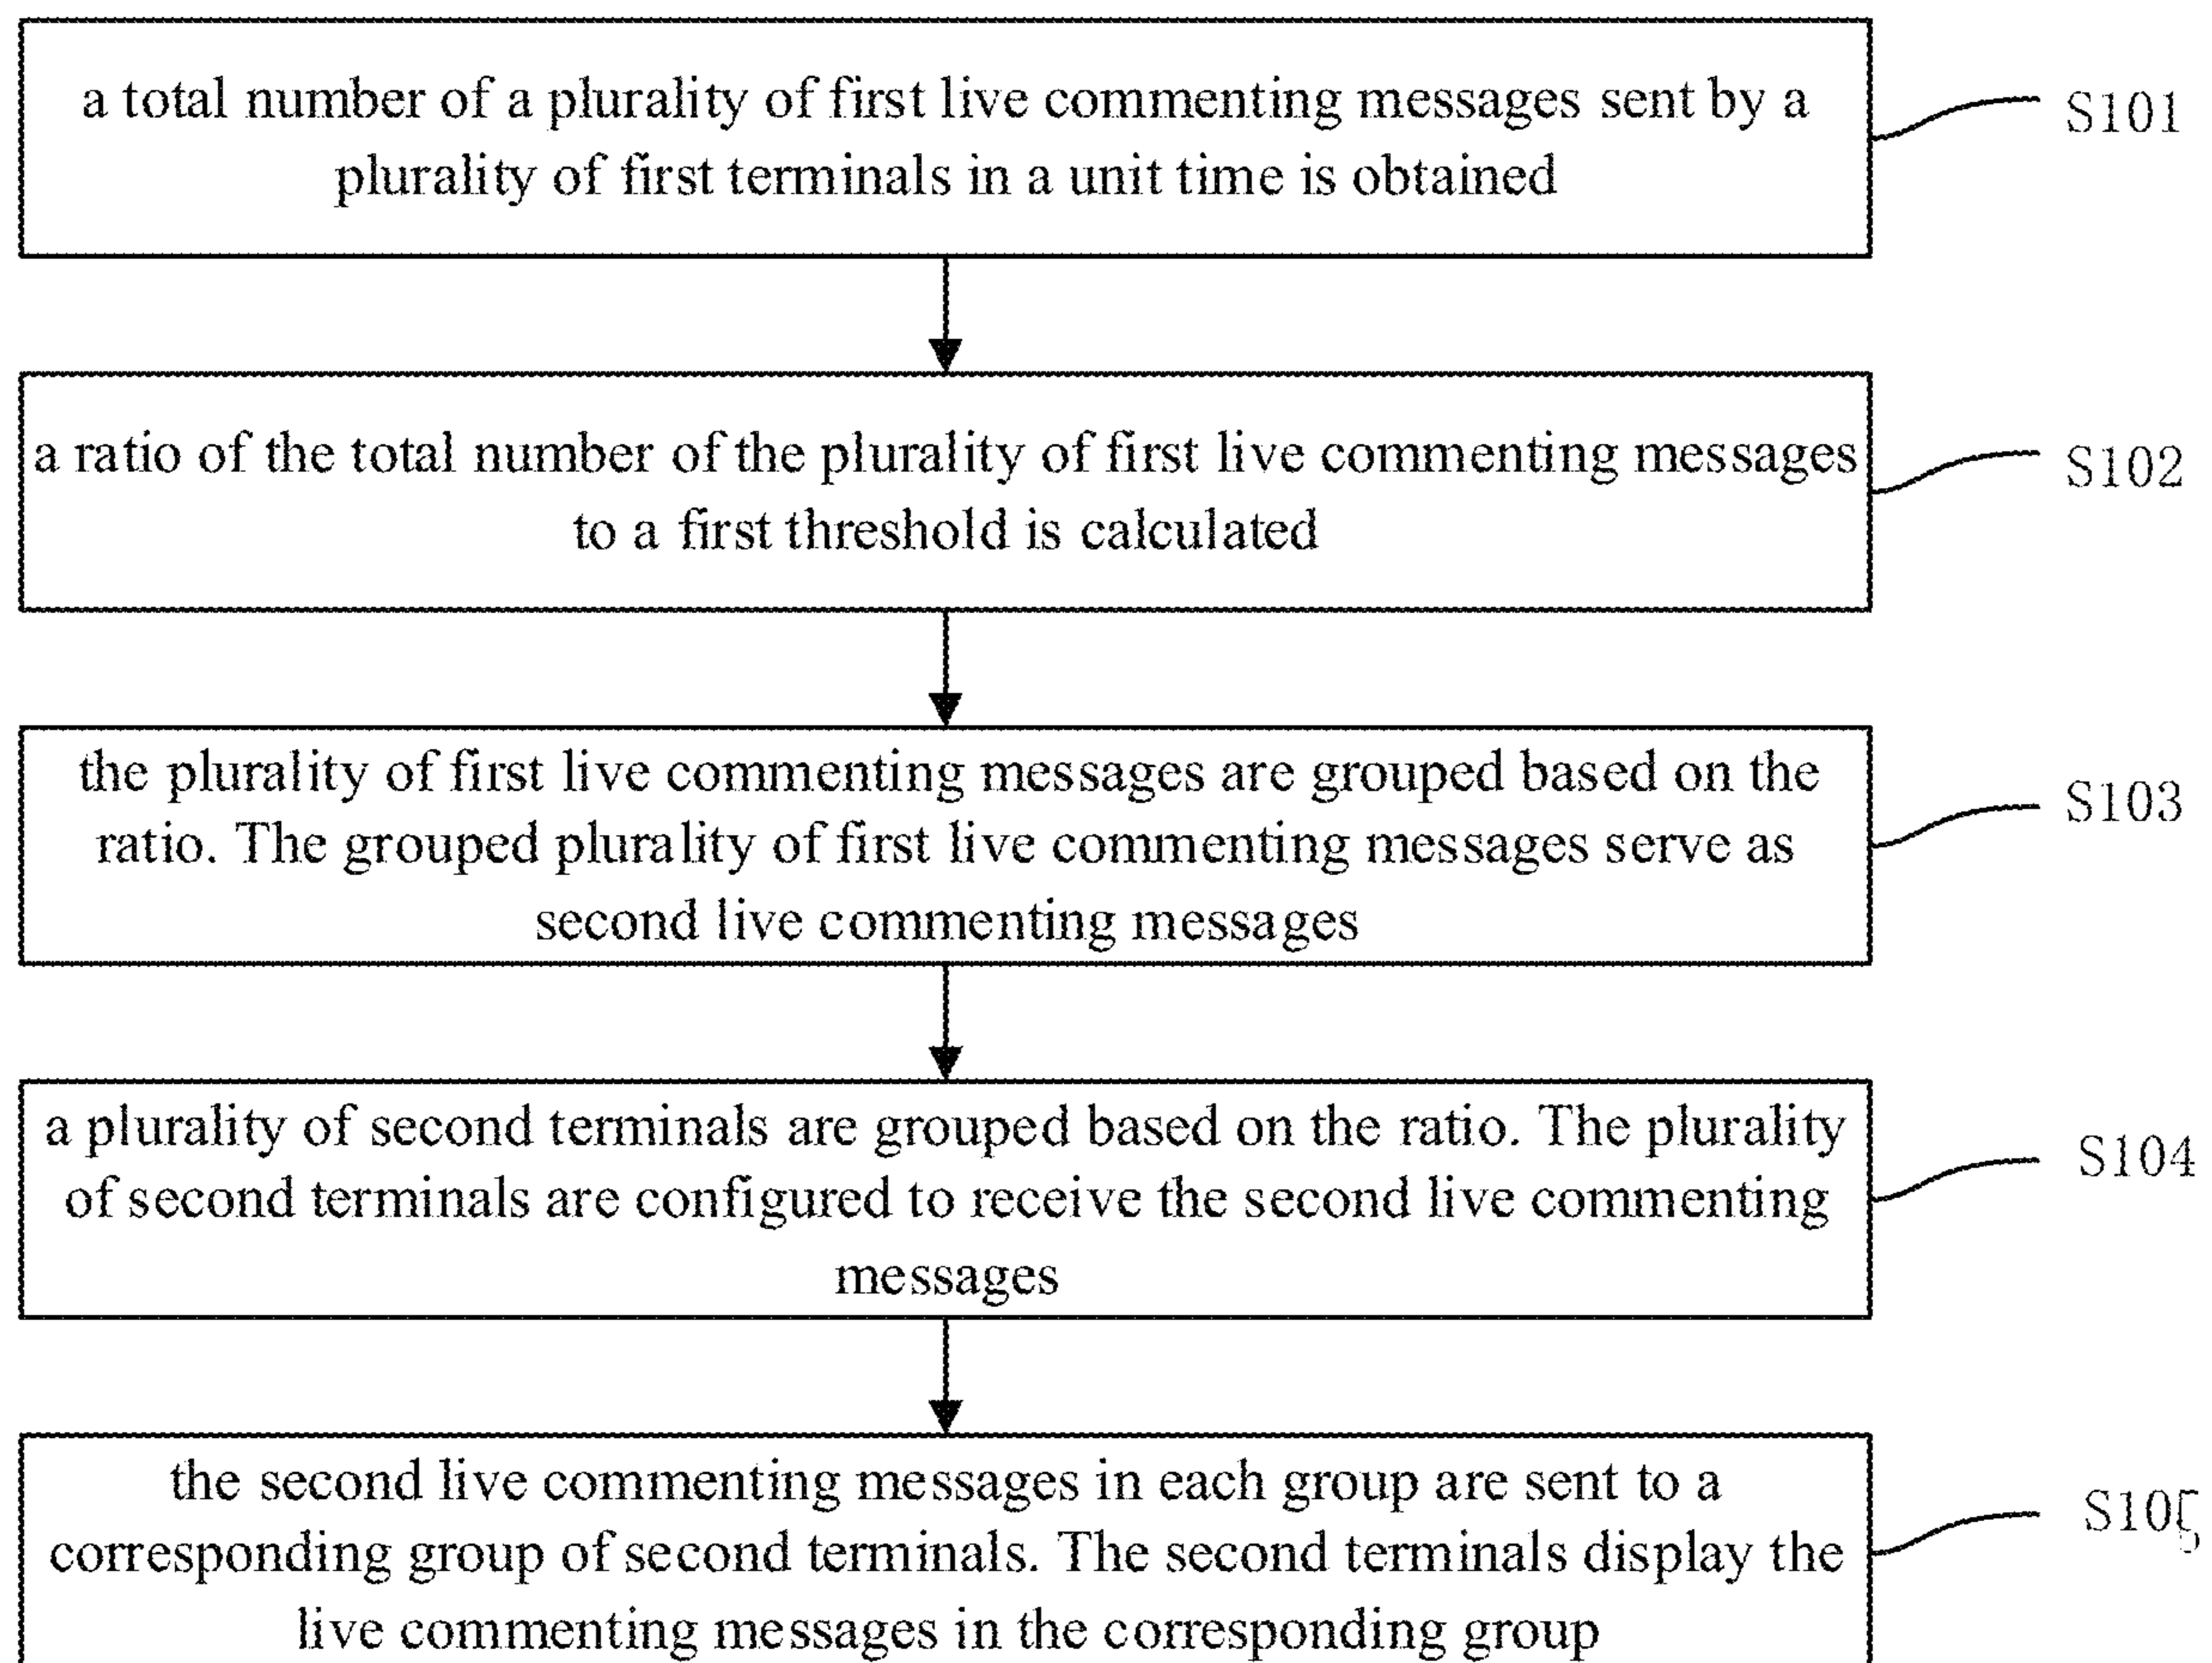 a total number of a plurality of first live commenting messages sent by a
plurality of first terminals in a unit time is obtained
S101
a ratio of the total number of the plurality of first live commenting messages
to a first threshold is calculated
S102
the plurality of first live commenting messages are grouped based on the
ratio. The grouped plurality of first live commenting messages serve as
second live commenting messages
S103
a plurality of second terminals are grouped based on the ratio. The plurality
of second terminals are configured to receive the second live commenting
messages
S104
the second live commenting messages in each group are sent to a
corresponding group of second terminals. The second terminals display the
live commenting messages in the corresponding group
S105